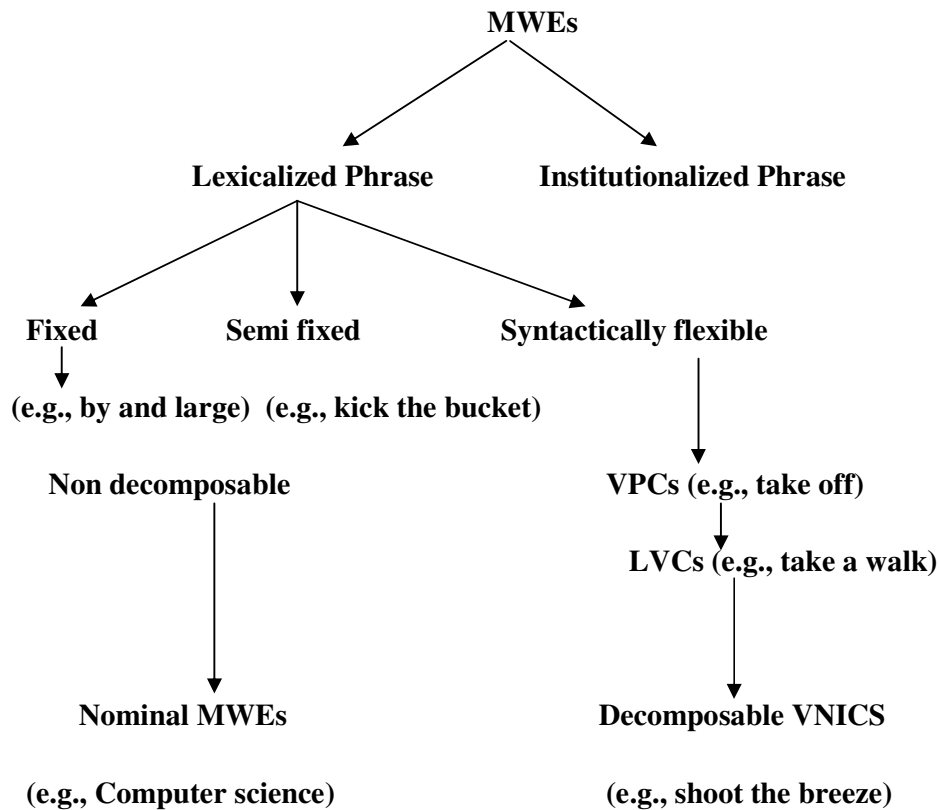 MWEs
Lexicalized Phrase Institutionalized Phrase
Fixed Semi fixed Syntactically flexible
(e.g., by and large) (e.g., kick the bucket)
Non decomposable VPCs (e.g., take off)
LVCs (e.g., take a walk)
Nominal MWEs Decomposable VNICS
(e.g., Computer science) (e.g., shoot the breeze)